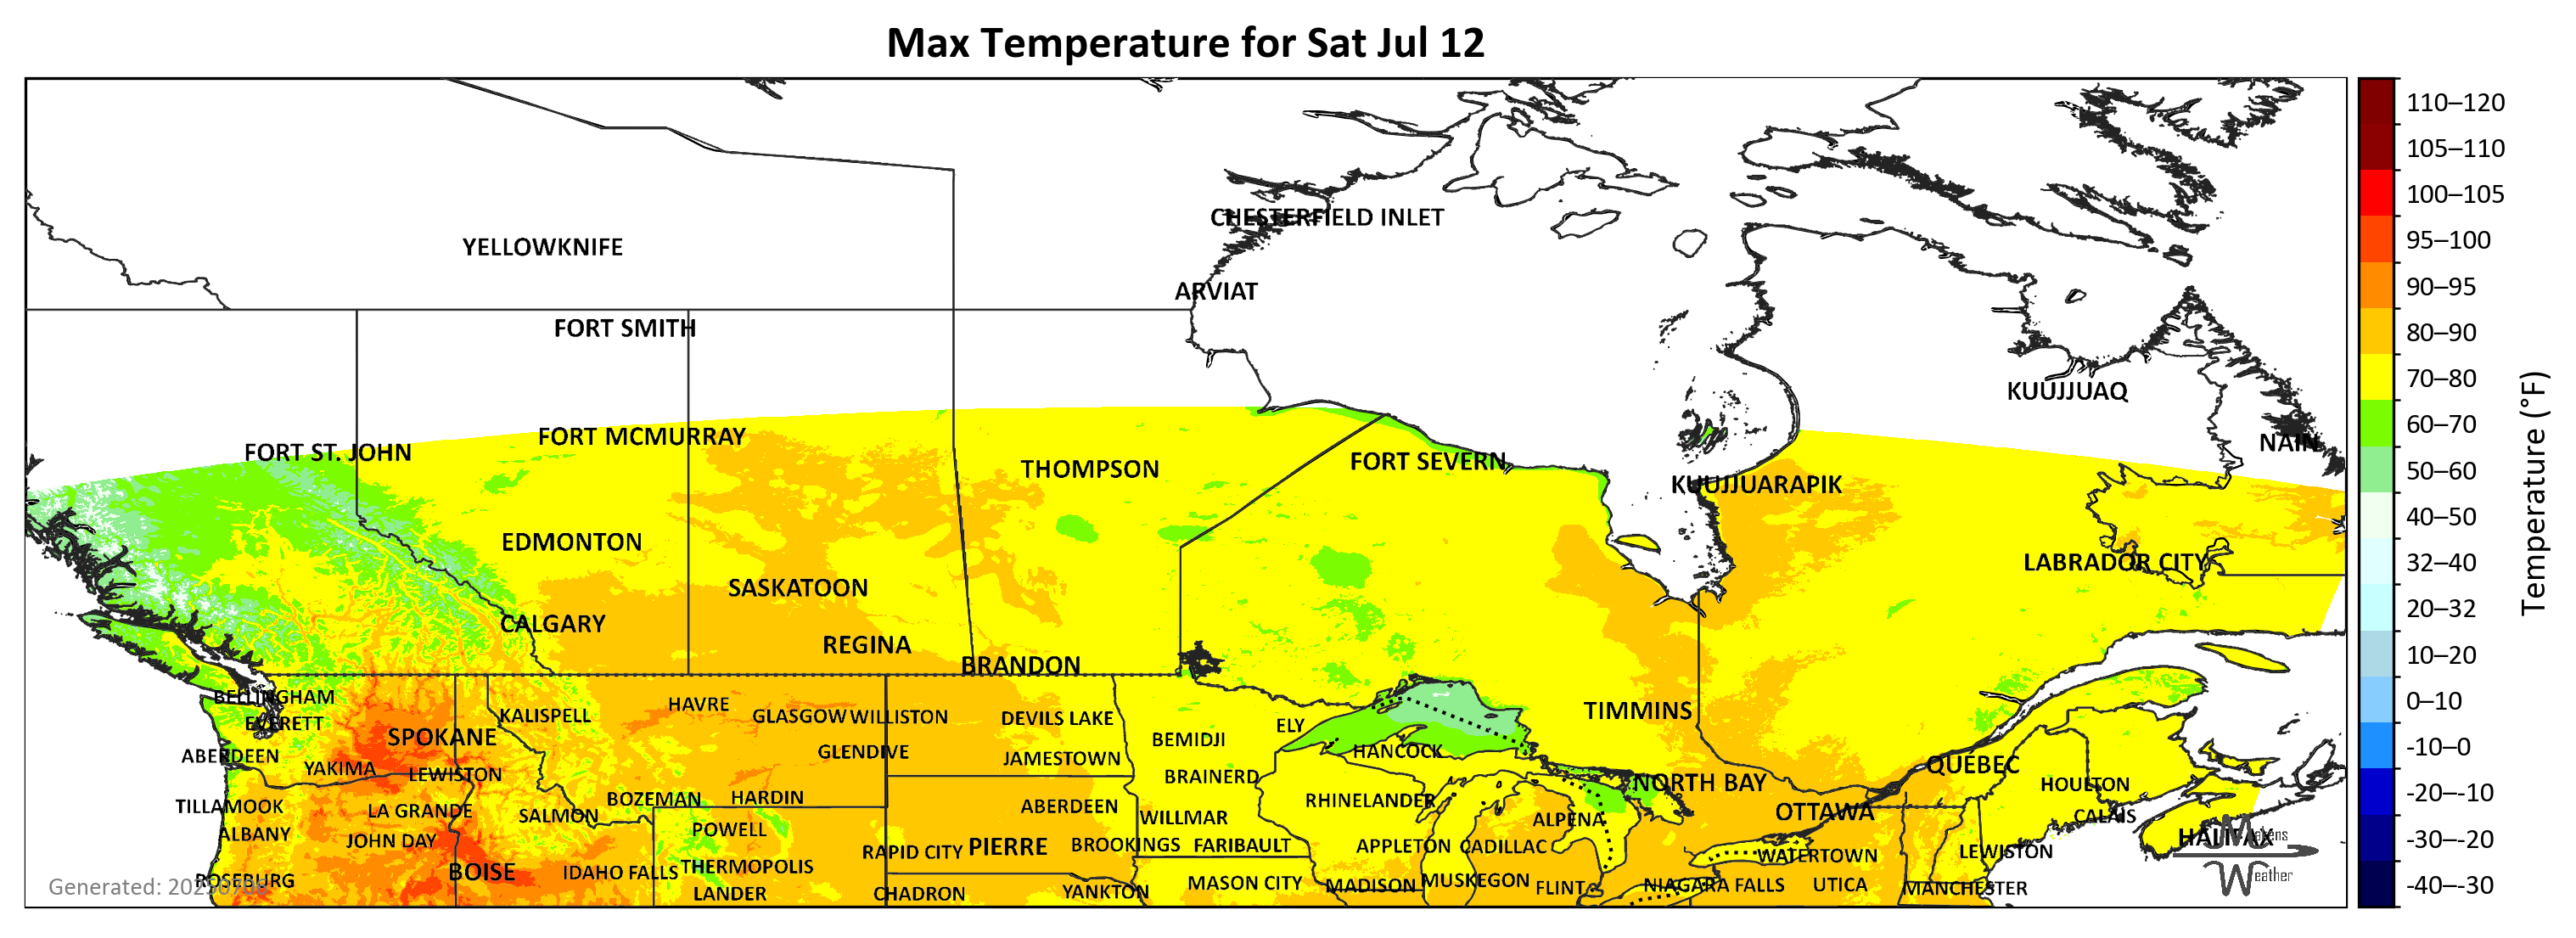 Max Temperature for Sat Jul 12
110–120
105–110
100–105
95–100
90–95
80–90
70–80
60–70
50–60
40–50
32–40
20–32
10–20
0–10
-10–0
-20–-10
-30–-20
-40–-30
Temperature (°F)
CHESTERFIELD INLET
YELLOWKNIFE
ARVIAT
FORT SMITH
KUUJJUAQ
FORT MCMURRAY
NAIN
FORT ST. JOHN
FORT SEVERN
THOMPSON
KUUJJUARAPIK
EDMONTON
LABRADOR CITY
SASKATOON
CALGARY
REGINA
BRANDON
BELLINGHAM
HAVRE
KALISPELL
GLASGOW
WILLISTON
DEVILS LAKE
TIMMINS
EVERETT
ELY
SPOKANE
BEMIDJI
GLENDIVE
HANCOCK
ABERDEEN
JAMESTOWN
QUÉBEC
YAKIMA
LEWISTON
BRAINERD
NORTH BAY
HOULTON
BOZEMAN
HARDIN
RHINELANDER
TILLAMOOK
LA GRANDE
ABERDEEN
OTTAWA
SALMON
WILLMAR
ALPENA
CALAIS
ALBANY
POWELL
HALIFAX
JOHN DAY
PIERRE
BROOKINGS
FARIBAULT
APPLETON
CADILLAC
RAPID CITY
LEWISTON
WATERTOWN
BOISE
IDAHO FALLS
THERMOPOLIS
ROSEBURG
MASON CITY
MADISON
MUSKEGON
FLINT
NIAGARA FALLS
UTICA
MANCHESTER
LANDER
CHADRON
YANKTON
Generated: 20250706
Weather